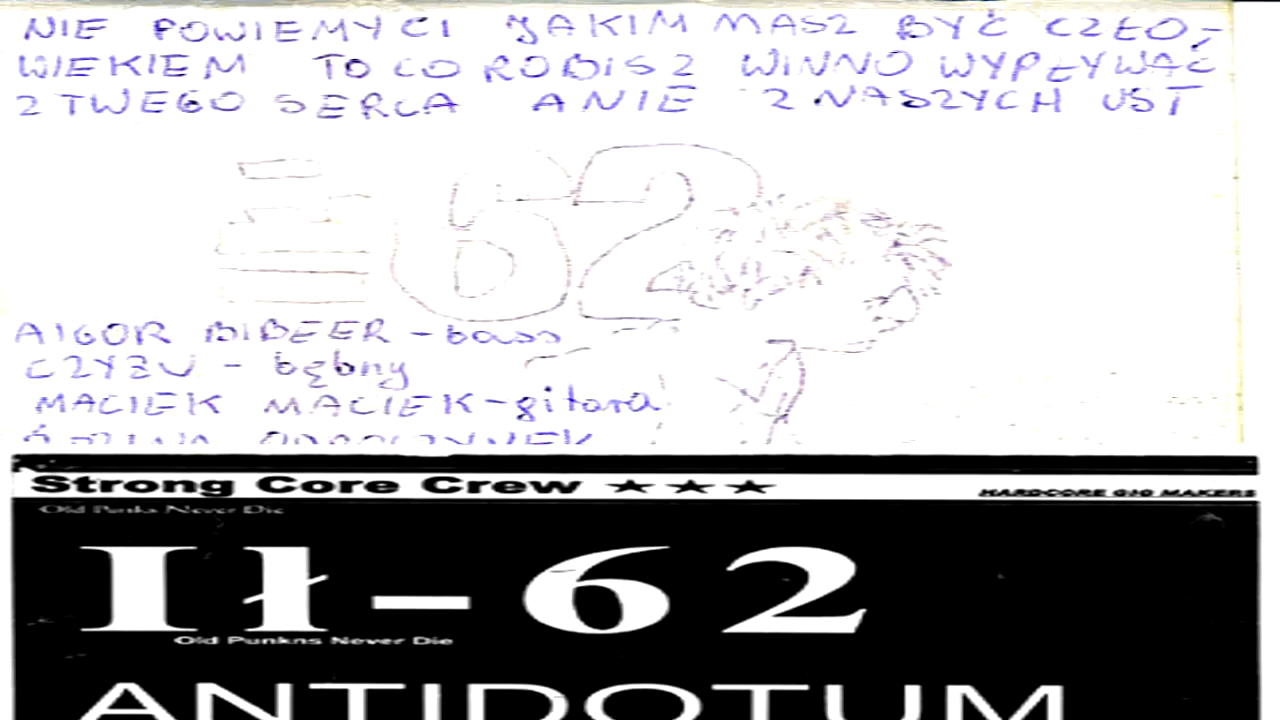 NIE POWIEMY CI JAKIM MASZ BYĆ CZŁO-
WIEKIEM TO CO ROBISZ WINNO WYPŁYWAĆ
Z TWEGO SERCA A NIE Z NASZYCH UST
62
AIGOR BIBEER - bass
CZYZU - bębny
MACIEK MACIEK - gitara
Strong Core Crew ★ ★ ★
HARDCORE GIG MAKERS
Old Punks Never Die
Ił-62
Old Punkns Never Die
ANTIDOTUM